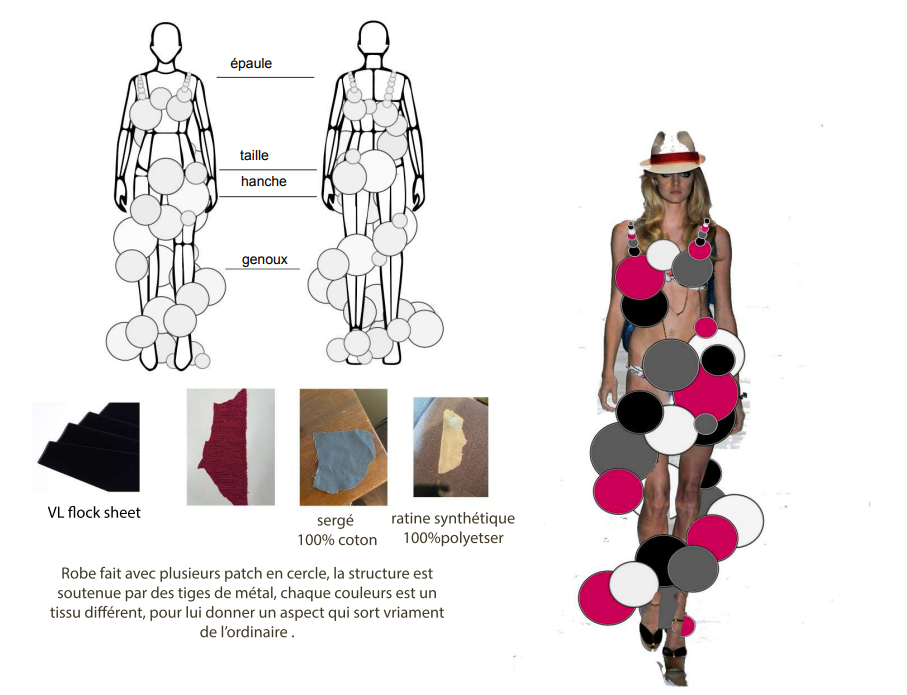 épaule
taille
hanche
genoux
VL flock sheet
sergé
100% coton
ratine synthétique
100%polyetser
Robe fait avec plusieurs patch en cercle, la structure est
soutenue par des tiges de métal, chaque couleurs est un
tissu différent, pour lui donner un aspect qui sort vriament
de l'ordinaire .